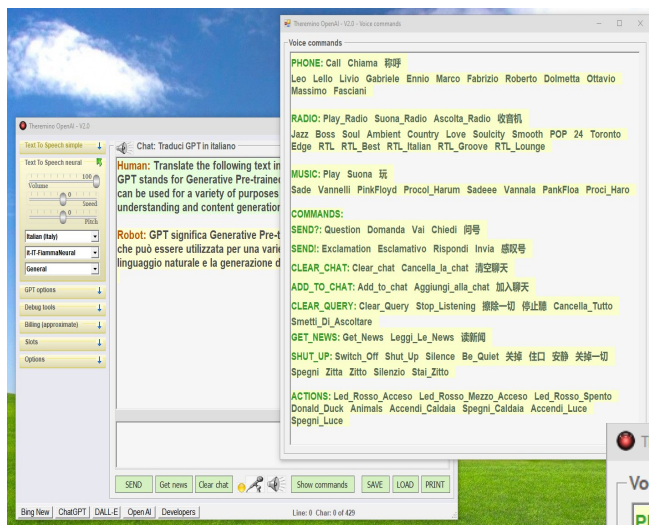 Theremino OpenAI - V2.0 - Voice commands
Voice commands
PHONE: Call Chiama 称呼
Leo Lello Livio Gabriele Ennio Marco Fabrizio Roberto Dolmetta Ottavio
Massimo Fasciani
RADIO: Play_Radio Suona_Radio Ascolta_Radio 收音机
Jazz Boss Soul Ambient Country Love Soulcity Smooth POP 24 Toronto
Edge RTL RTL_Best RTL_Italian RTL_Groove RTL_Lounge
MUSIC: Play Suona 玩
Sade Vannelli PinkFloyd Procol_Harum Sadeee Vannala PankFloa Proci_Haro
COMMANDS:
SEND?: Question Domanda Vai Chiedi 问号
SEND!: Exclamation Esclamativo Rispondi Invia 感叹号
CLEAR_CHAT: Clear_chat Cancella_la_chat 清空聊天
ADD_TO_CHAT: Add_to_chat Aggiungi_alla_chat 加入聊天
CLEAR_QUERY: Clear_Query Stop_Listening 擦除一切 停止聽 Cancella_Tutto
Smetti_Di_Ascoltare
GET_NEWS: Get_News Leggi_Le_News 读新闻
SHUT_UP: Switch_Off Shut_Up Silence Be_Quiet 关掉 住口 安静 关掉一切
Spegni Zitta Zitto Silenzio Stai_Zitto
ACTIONS: Led_Rosso_Acceso Led_Rosso_Mezzo_Acceso Led_Rosso_Spento
Donald_Duck Animals Accendi_Caldaia Spegni_Caldaia Accendi_Luce
Spegni_Luce
Theremino OpenAI - V2.0
Text To Speech simple
Text To Speech neural
100
Volume
0
Speed
0
Pitch
Italian (Italy)
it-IT-FiammaNeural
General
GPT options
Debug tools
Billing (approximate)
Slots
Options
Chat: Traduci GPT in italiano
Human: Translate the following text in
GPT stands for Generative Pre-trained
can be used for a variety of purposes
understanding and content generation
Robot: GPT significa Generative Pre-t
che può essere utilizzata per una varie
linguaggio naturale e la generazione d
SEND Get news Clear chat Show commands SAVE LOAD PRINT
Bing New ChatGPT DALL-E Open AI Developers Line: 0 Char: 0 of 429
T
Vo